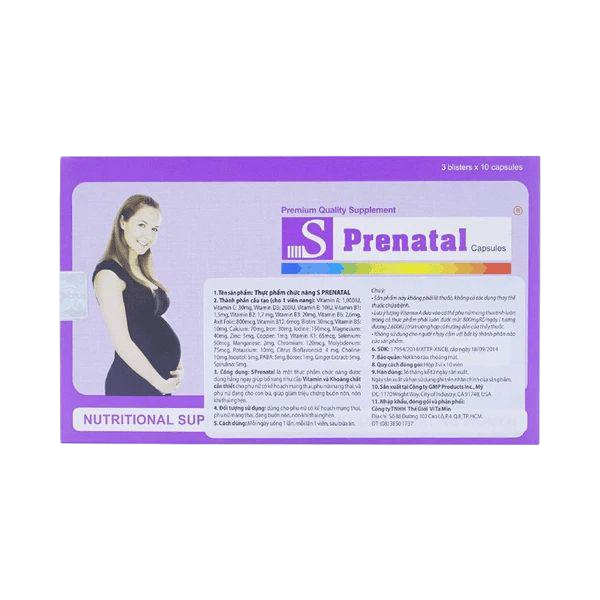 3 blisters x 10 capsules
Premium Quality Supplement
®
S Prenatal Capsules
1. Tên sản phẩm: Thực phẩm chức năng S PRENATAL
2. Thành phần cấu tạo (cho 1 viên nang): Vitamin A: 1,000IU,
Vitamin C: 30mg, Vitamin D3: 200IU, Vitamin E: 10IU, Vitamin B1:
1,5mg, Vitamin B2: 1,7 mg, Vitamin B3: 20mg, Vitamin B6: 2,6mg,
Axit Folic: 800mcg, Vitamin B12: 6mcg, Biotin: 30mcg, Vitamin B5:
10mg, Calcium: 70mg, Iron: 30mg, Iodine: 150mcg, Magnesium:
40mg, Zinc: 5mg, Copper: 1mg, Vitamin K1: 65mcg, Selenium
50mcg, Manganese: 2mg, Chromium: 120mcg, Molybdenum:
75mcg, Potassium: 10mg, Citrus Bioflavonoid: 4 mg, Choline:
10mg, Inositol: 5mg, PABA: 5mg, Boron: 1mg, Ginger Extract: 5mg,
Spirulina: 5mg.
3. Công dụng: SPrenatal là một thực phẩm chức năng được
dùng hàng ngày giúp bổ sung nhu cầu Vitamin và Khoáng chất
cần thiết cho phụ nữ có kế hoạch mang thai, phụ nữ mang thai, và
phụ nữ đang cho con bú, giúp giảm triệu chứng buồn nôn, nôn
khi thai nghén.
4. Đối tượng sử dụng: dùng cho phụ nữ có kế hoạch mang thai,
phụ nữ mang thai, đang buồn nôn, nôn khi thai nghén.
5. Cách dùng: Mỗi ngày uống 1 lần, mỗi lần 1 viên, sau bữa ăn.
Chú ý:
• Sản phẩm này không phải là thuốc, không có tác dụng thay thế
thuốc chữa bệnh.
• Lưu ý lượng Vitamin A đưa vào cơ thể phụ nữ mang thai
trong cả thực phẩm phải luôn dưới mức 800mg RE/ngày (tương
đương 2.600IU) trừ trường hợp có hướng dẫn của thầy thuốc.
• Không sử dụng cho người nhạy cảm với bất kỳ thành phần nào
của sản phẩm.
6. SĐK: 17954/2014/ATTP-XNCB, cấp ngày 18/09/2014
7. Bảo quản: Nơi khô ráo, thoáng mát.
8. Quy cách đóng gói: Hộp 3 vỉ x 10 viên
9. Hạn dùng: 36 tháng kể từ ngày sản xuất.
Ngày sản xuất và hạn sử dụng ghi trên nhãn chính của sản phẩm.
10. Sản xuất tại: Công ty GMP Products Inc., Mỹ
ĐC: 1170 Wright Way, City of Industry, CA 91748, USA
11. Nhập khẩu, đóng gói và phân phối:
Công ty TNHH Thế Giới ViTaMin
Địa chỉ: Số 88 Đường 102 Cao Lỗ, P.4, Q.8, TP.HCM.
ĐT: (08) 3850 1737
NUTRITIONAL SUP